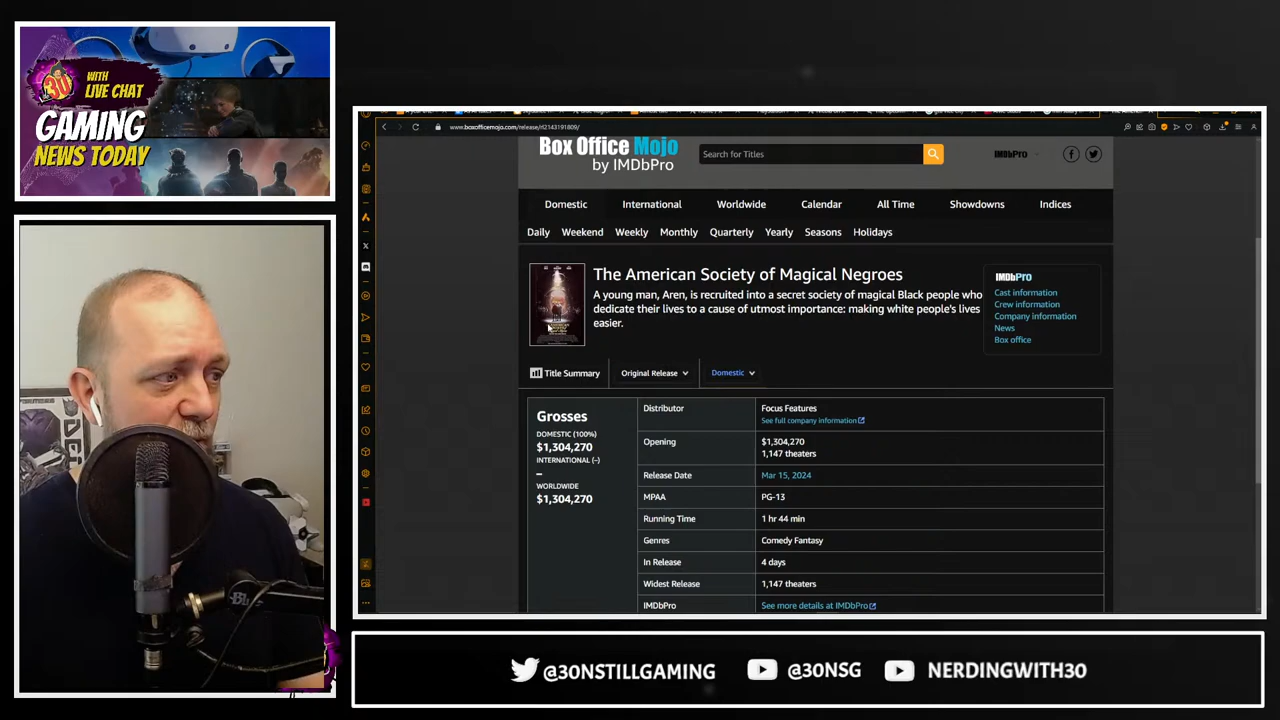 30
WITH
LIVE CHAT
GAMING
NEWS TODAY
www.boxofficemojo.com/release/rl2143191809/
Box Office Mojo
by IMDbPro
Search for Titles
IMDbPro
Domestic
International
Worldwide
Calendar
All Time
Showdowns
Indices
Daily
Weekend
Weekly
Monthly
Quarterly
Yearly
Seasons
Holidays
The American Society of Magical Negroes
A young man, Aren, is recruited into a secret society of magical Black people who
dedicate their lives to a cause of utmost importance: making white people's lives
easier.
IMDbPro
Cast information
Crew information
Company information
News
Box office
Title Summary
Original Release
Domestic
Grosses
DOMESTIC (100%)
$1,304,270
INTERNATIONAL (–)
–
WORLDWIDE
$1,304,270
Distributor
Focus Features
See full company information
Opening
$1,304,270
1,147 theaters
Release Date
Mar 15, 2024
MPAA
PG-13
Running Time
1 hr 44 min
Genres
Comedy Fantasy
In Release
4 days
Widest Release
1,147 theaters
IMDbPro
See more details at IMDbPro
@30NSTILLGAMING
@30NSG
NERDINGWITH30